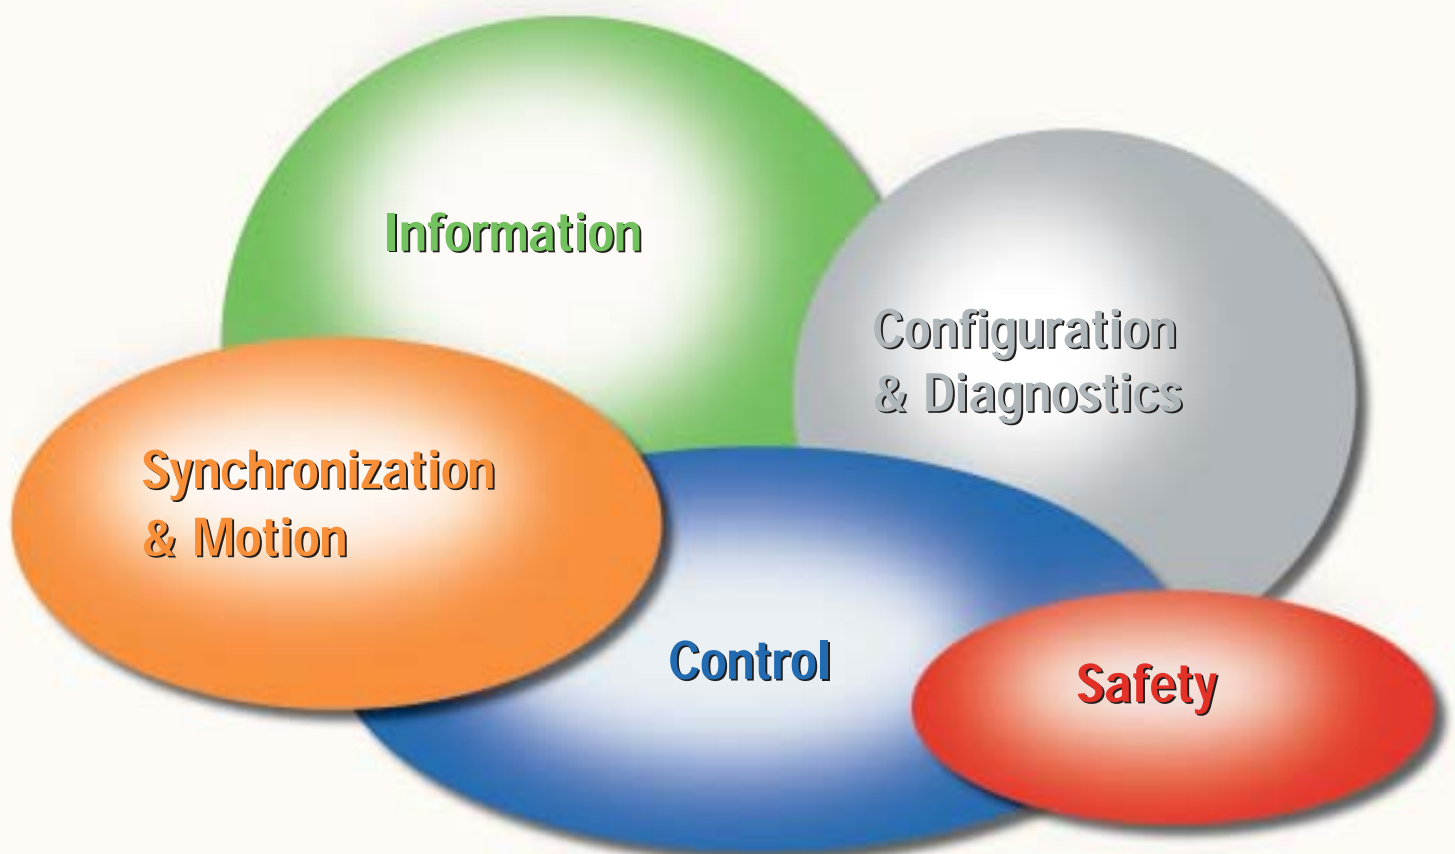 Information
Configuration
& Diagnostics
Synchronization
& Motion
Control
Safety